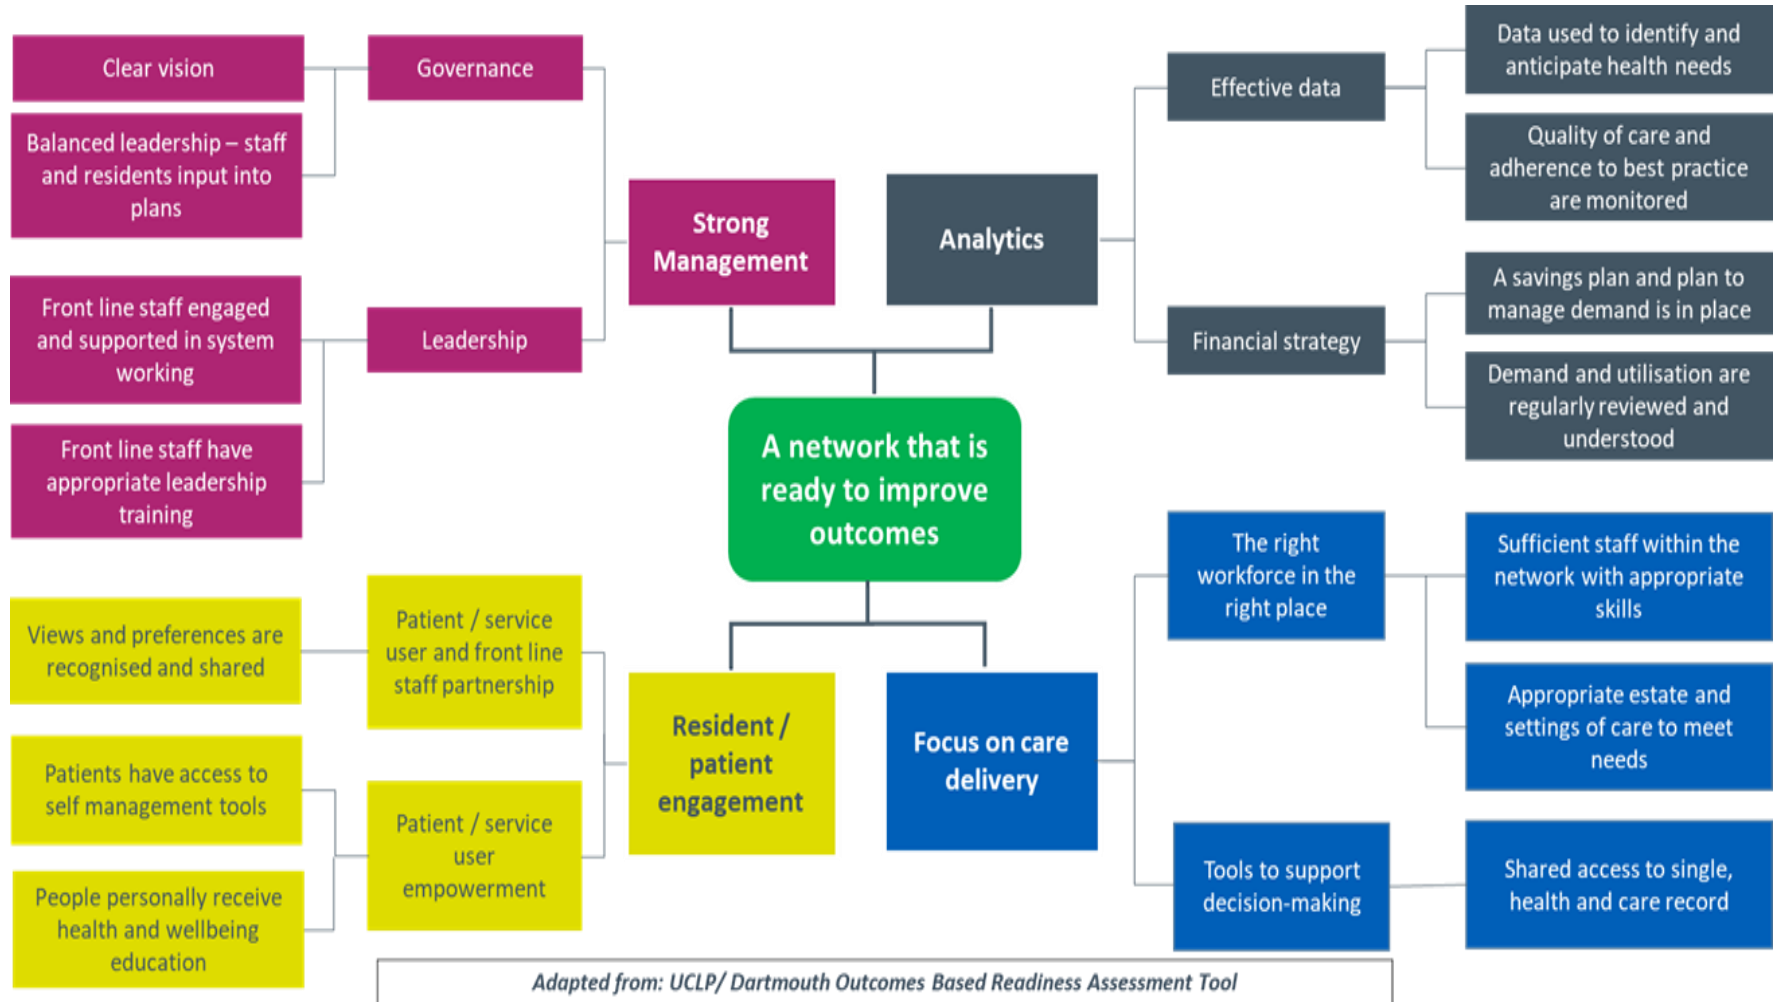 Clear vision
Governance
Balanced leadership – staff
and residents input into
plans
Strong
Management
Front line staff engaged
and supported in system
working
Leadership
Front line staff have
appropriate leadership
training
Analytics
Effective data
Data used to identify and
anticipate health needs
Quality of care and
adherence to best practice
are monitored
Financial strategy
A savings plan and plan to
manage demand is in place
Demand and utilisation are
regularly reviewed and
understood
A network that is
ready to improve
outcomes
Views and preferences are
recognised and shared
Patient / service
user and front line
staff partnership
Resident /
patient
engagement
Patients have access to
self management tools
Patient / service
user
empowerment
People personally receive
health and wellbeing
education
Focus on care
delivery
The right
workforce in the
right place
Sufficient staff within the
network with appropriate
skills
Appropriate estate and
settings of care to meet
needs
Tools to support
decision-making
Shared access to single,
health and care record
Adapted from: UCLP/ Dartmouth Outcomes Based Readiness Assessment Tool